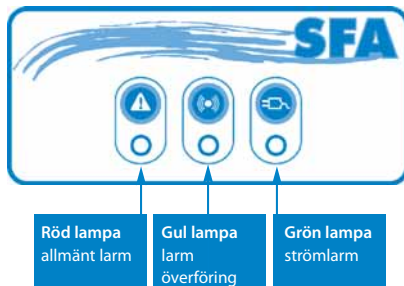 SFA
Röd lampa
allmänt larm
Gul lampa
larm
överföring
Grön lampa
strömlarm